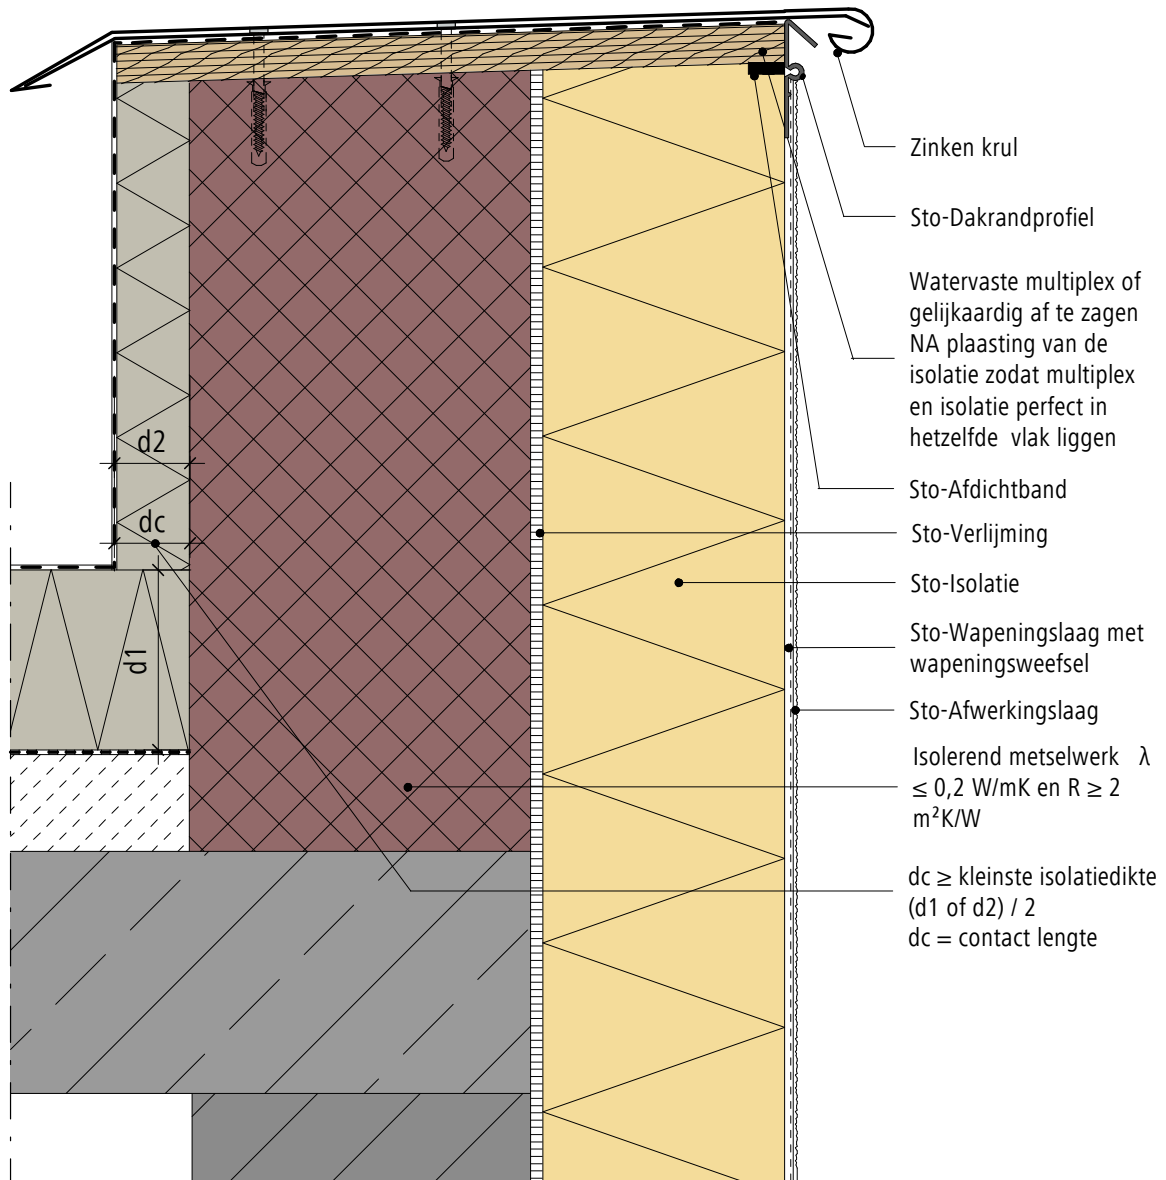 Zinken krul
Sto-Dakrandprofiel
Watervaste multiplex of
gelijkaardig af te zagen
NA plaasting van de
isolatie zodat multiplex
en isolatie perfect in
hetzelfde vlak liggen
d2
Sto-Afdichtband
dc
Sto-Verlijming
Sto-Isolatie
Sto-Wapeningslaag met
wapeningsweefsel
d1
Sto-Afwerkingslaag
Isolerend metselwerk λ
≤ 0,2 W/mK en R ≥ 2
m²K/W
dc ≥ kleinste isolatiedikte
(d1 of d2) / 2
dc = contact lengte